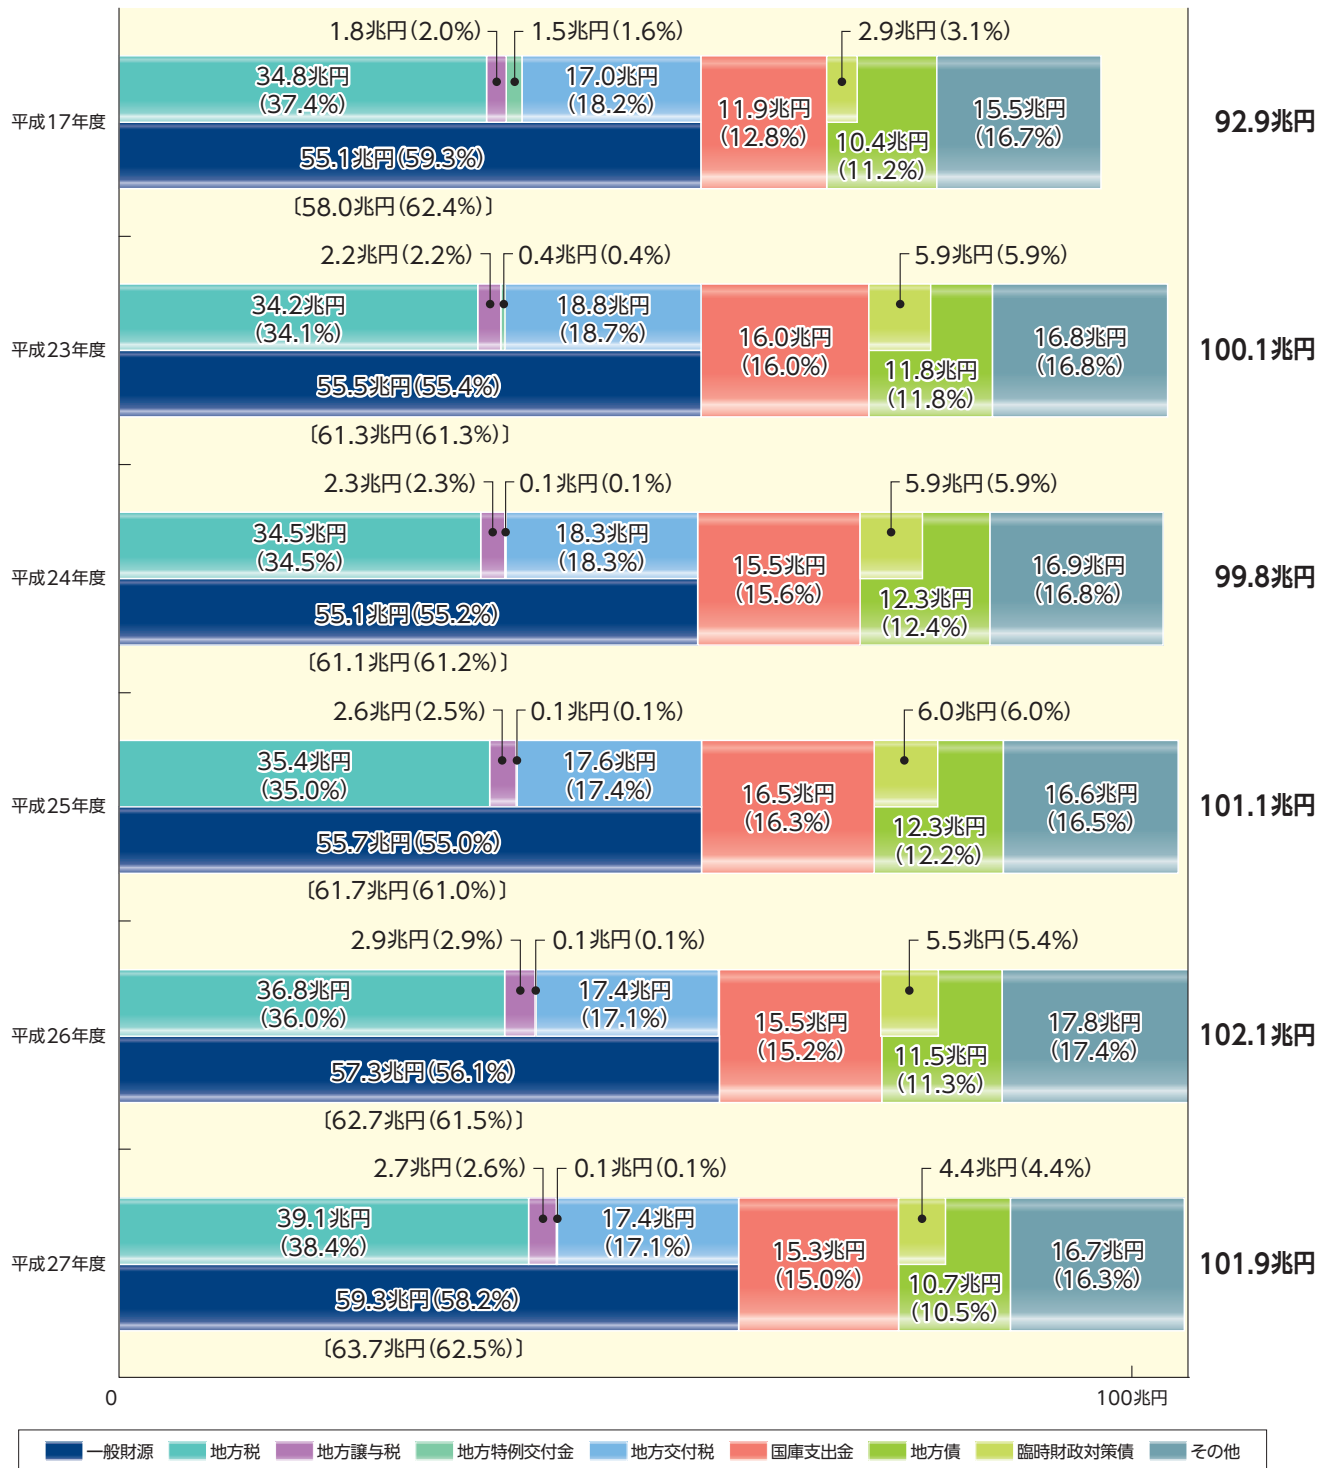 1.8兆円(2.0%)
1.5兆円(1.6%)
2.9兆円(3.1%)
34.8兆円
(37.4%)
17.0兆円
(18.2%)
11.9兆円
(12.8%)
10.4兆円
(11.2%)
15.5兆円
(16.7%)
平成17年度
92.9兆円
55.1兆円(59.3%)
〔58.0兆円(62.4%)〕
2.2兆円(2.2%)
0.4兆円(0.4%)
5.9兆円(5.9%)
34.2兆円
(34.1%)
18.8兆円
(18.7%)
16.0兆円
(16.0%)
11.8兆円
(11.8%)
16.8兆円
(16.8%)
平成23年度
100.1兆円
55.5兆円(55.4%)
〔61.3兆円(61.3%)〕
2.3兆円(2.3%)
0.1兆円(0.1%)
5.9兆円(5.9%)
34.5兆円
(34.5%)
18.3兆円
(18.3%)
15.5兆円
(15.6%)
12.3兆円
(12.4%)
16.9兆円
(16.8%)
平成24年度
99.8兆円
55.1兆円(55.2%)
〔61.1兆円(61.2%)〕
2.6兆円(2.5%)
0.1兆円(0.1%)
6.0兆円(6.0%)
35.4兆円
(35.0%)
17.6兆円
(17.4%)
16.5兆円
(16.3%)
12.3兆円
(12.2%)
16.6兆円
(16.5%)
平成25年度
101.1兆円
55.7兆円(55.0%)
〔61.7兆円(61.0%)〕
2.9兆円(2.9%)
0.1兆円(0.1%)
5.5兆円(5.4%)
36.8兆円
(36.0%)
17.4兆円
(17.1%)
15.5兆円
(15.2%)
11.5兆円
(11.3%)
17.8兆円
(17.4%)
平成26年度
102.1兆円
57.3兆円(56.1%)
〔62.7兆円(61.5%)〕
2.7兆円(2.6%)
0.1兆円(0.1%)
4.4兆円(4.4%)
39.1兆円
(38.4%)
17.4兆円
(17.1%)
15.3兆円
(15.0%)
10.7兆円
(10.5%)
16.7兆円
(16.3%)
平成27年度
101.9兆円
59.3兆円(58.2%)
〔63.7兆円(62.5%)〕
0
100兆円
一般財源 地方税 地方譲与税 地方特例交付金 地方交付税 国庫支出金 地方債 臨時財政対策債 その他